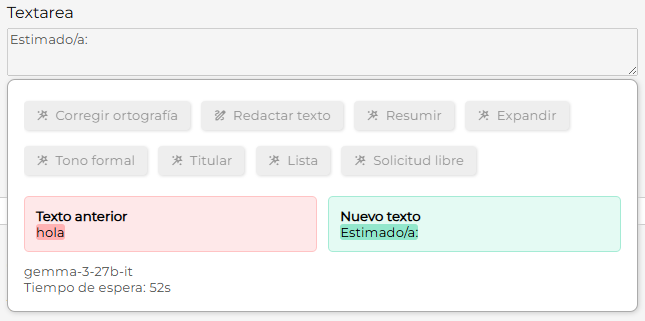 Textarea
Estimado/a:
Corregir ortografía Redactar texto Resumir Expandir
Tono formal Titular Lista Solicitud libre
Texto anterior
hola
Nuevo texto
Estimado/a:
gemma-3-27b-it
Tiempo de espera: 52s